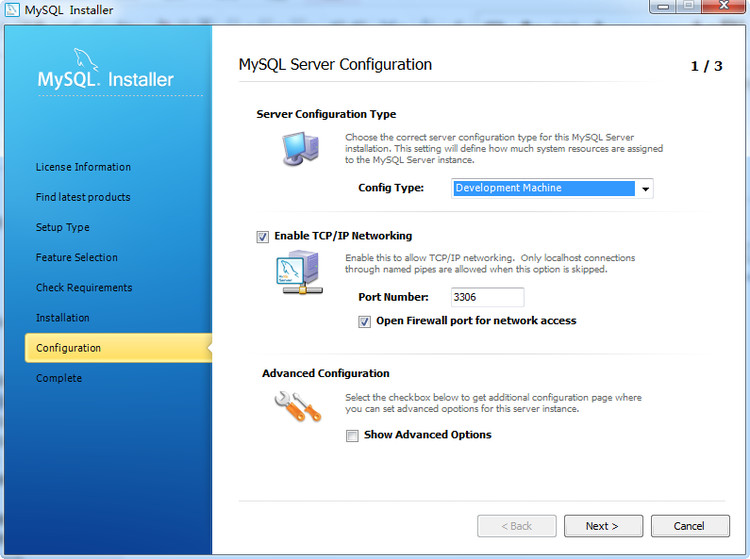 MySQL Installer
MySQL Installer
License Information
Find latest products
Setup Type
Feature Selection
Check Requirements
Installation
Configuration
Complete
MySQL Server Configuration
1 / 3
Server Configuration Type
Choose the correct server configuration type for this MySQL Server
installation. This setting will define how much system resources are assigned
to the MySQL Server instance.
Config Type: Development Machine
Enable TCP/IP Networking
Enable this to allow TCP/IP networking. Only localhost connections
through named pipes are allowed when this option is skipped.
Port Number: 3306
Open Firewall port for network access
Advanced Configuration
Select the checkbox below to get additional configuration page where
you can set advanced opotions for this server instance.
Show Advanced Options
< Back
Next >
Cancel